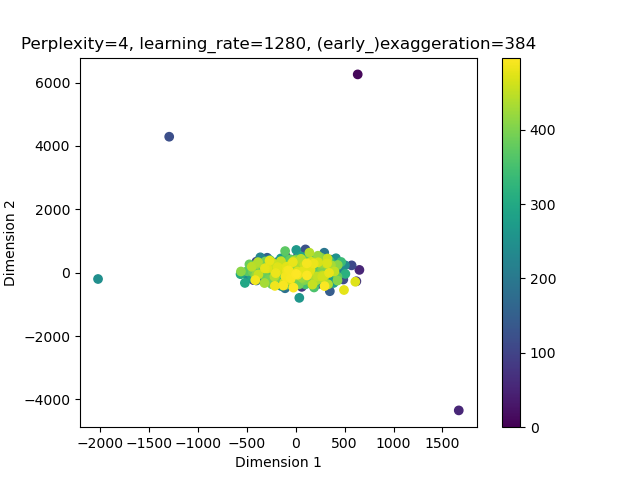 Perplexity=4, learning_rate=1280, (early_)exaggeration=384
6000
4000
2000
0
−2000
−4000
Dimension 2
−2000 −1500 −1000 −500 0 500 1000 1500
Dimension 1
400
300
200
100
0